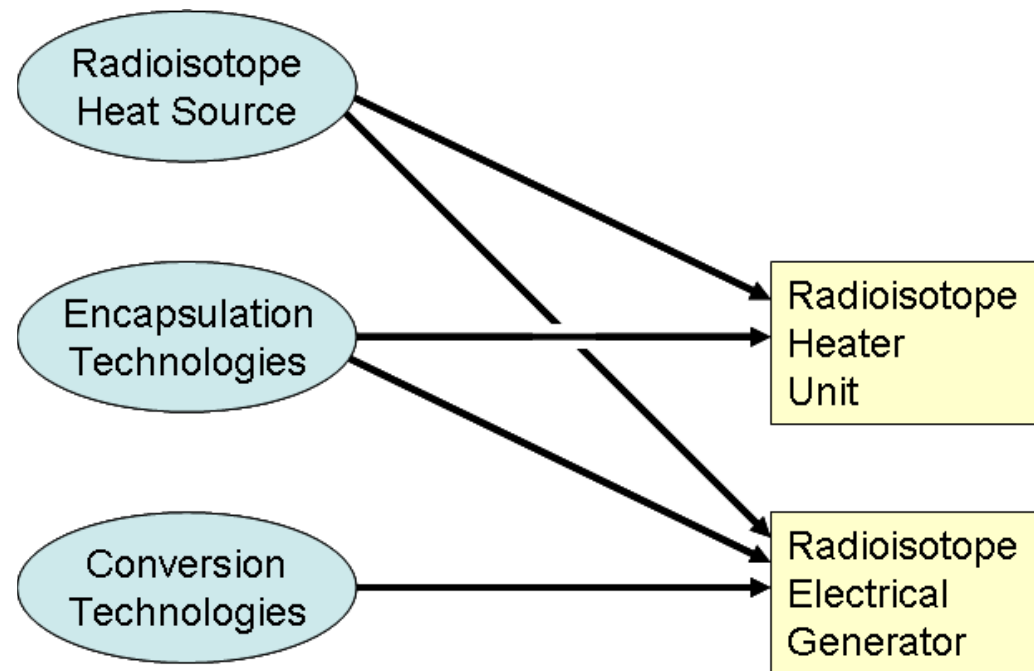 Radioisotope
Heat Source
Encapsulation
Technologies
Conversion
Technologies
Radioisotope
Heater
Unit
Radioisotope
Electrical
Generator